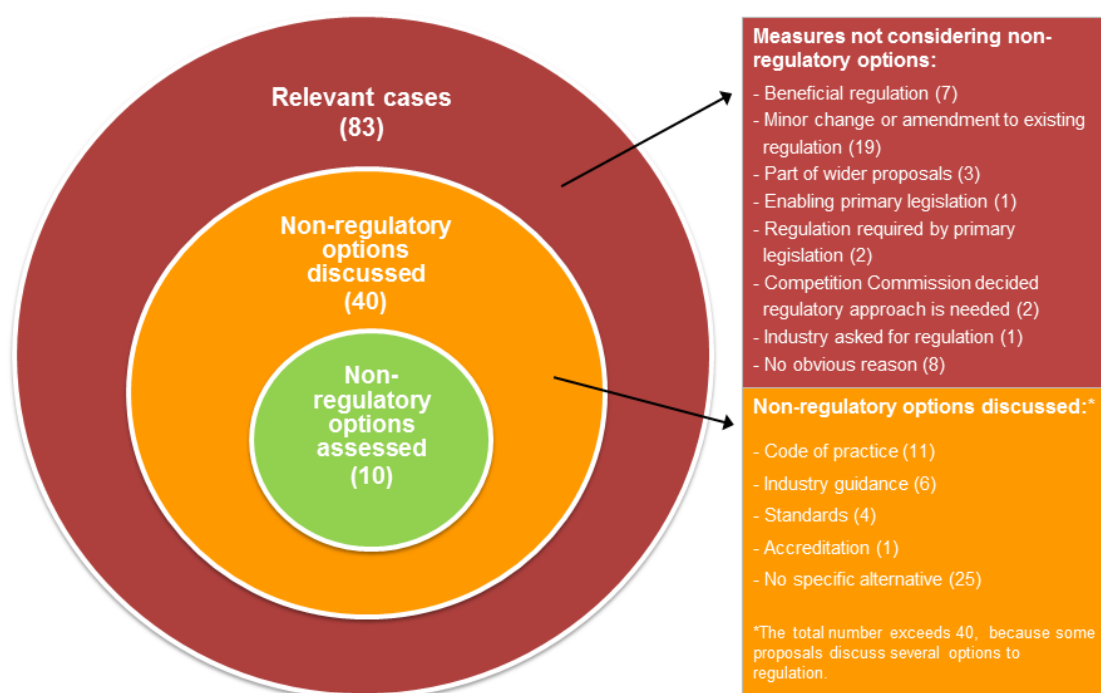 Relevant cases
(83)
Non-regulatory
options
discussed
(40)
Non-
regulatory
options
assessed
(10)
Measures not considering non-
regulatory options:
- Beneficial regulation (7)
- Minor change or amendment to existing
regulation (19)
- Part of wider proposals (3)
- Enabling primary legislation (1)
- Regulation required by primary
legislation (2)
- Competition Commission decided
regulatory approach is needed (2)
- Industry asked for regulation (1)
- No obvious reason (8)
Non-regulatory options discussed:*
- Code of practice (11)
- Industry guidance (6)
- Standards (4)
- Accreditation (1)
- No specific alternative (25)
*The total number exceeds 40, because some
proposals discuss several options to
regulation.